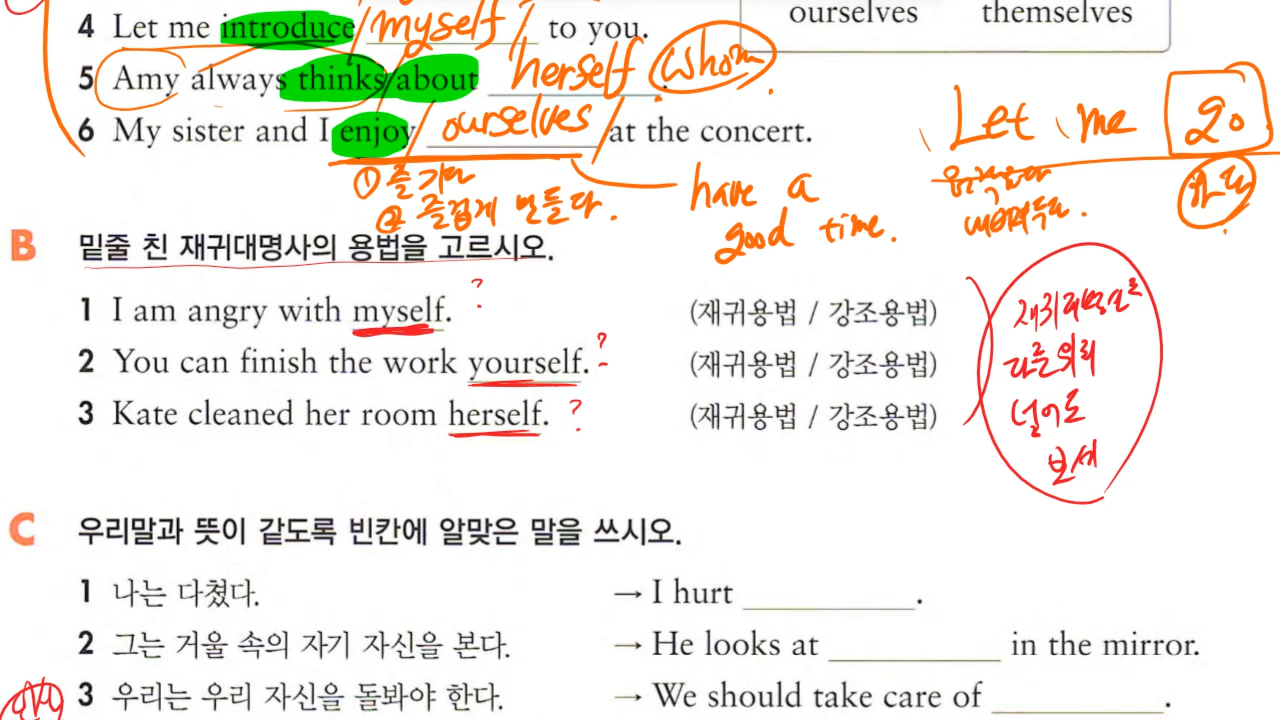 4 Let me introduce myself to you.
ourselves themselves
5 Amy always thinks about herself. whom
6 My sister and I enjoy ourselves at the concert.
Let me go
① 즐기다
② 즐겁게 만들다.
have a
good time.
간다
B 밑줄 친 재귀대명사의 용법을 고르시오.
1 I am angry with myself. ? (재귀용법 / 강조용법)
2 You can finish the work yourself. ? (재귀용법 / 강조용법)
3 Kate cleaned her room herself. ? (재귀용법 / 강조용법)
다른의뢰
넣어도
보세
C 우리말과 뜻이 같도록 빈칸에 알맞은 말을 쓰시오.
1 나는 다쳤다. → I hurt ________.
2 그는 거울 속의 자기 자신을 본다. → He looks at ________ in the mirror.
3 우리는 우리 자신을 돌봐야 한다. → We should take care of ________.